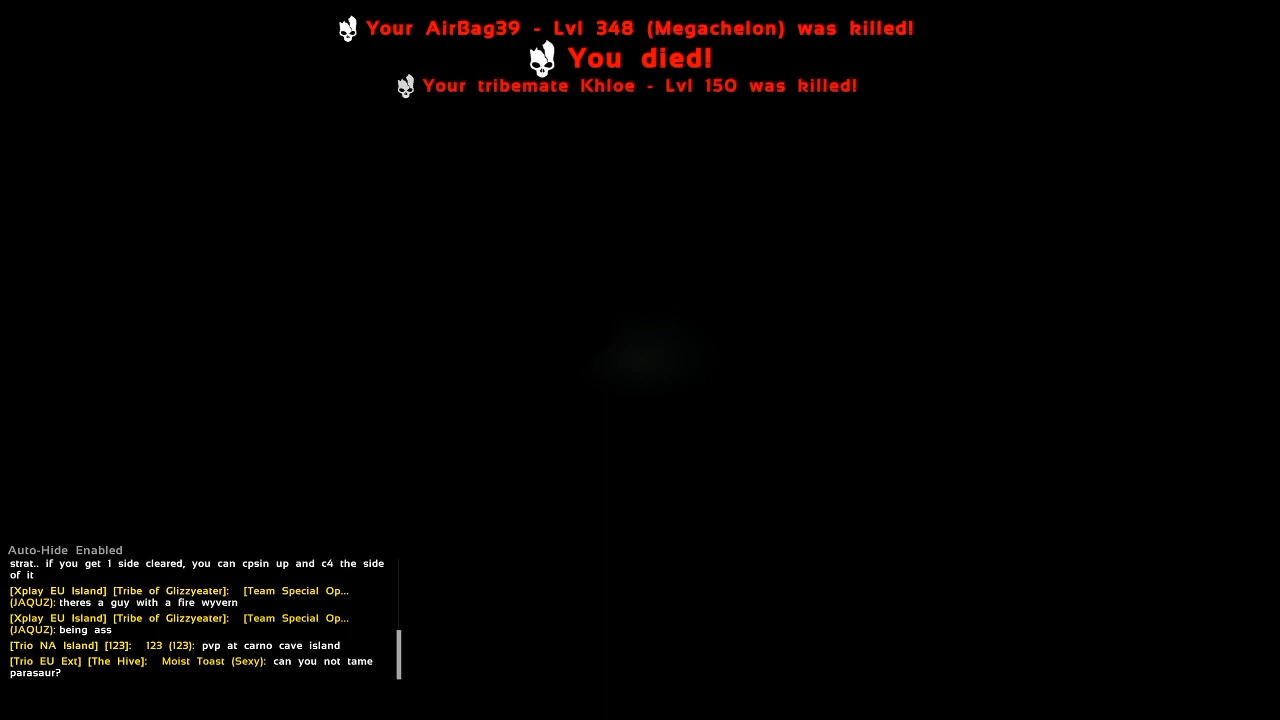 Your AirBag39 - Lvl 348 (Megachelon) was killed!
You died!
Your tribemate Khloe - Lvl 150 was killed!
Auto-Hide Enabled
strat.. if you get 1 side cleared, you can cpsin up and c4 the side
of it
[Xplay EU Island] [Tribe of Glizzyeater]: [Team Special Op...
(JAQUZ): theres a guy with a fire wyvern
[Xplay EU Island] [Tribe of Glizzyeater]: [Team Special Op...
(JAQUZ): being ass
[Trio NA Island] [123]: 123 (123): pvp at carno cave island
[Trio EU Ext] [The Hive]: Moist Toast (Sexy): can you not tame
parasaur?